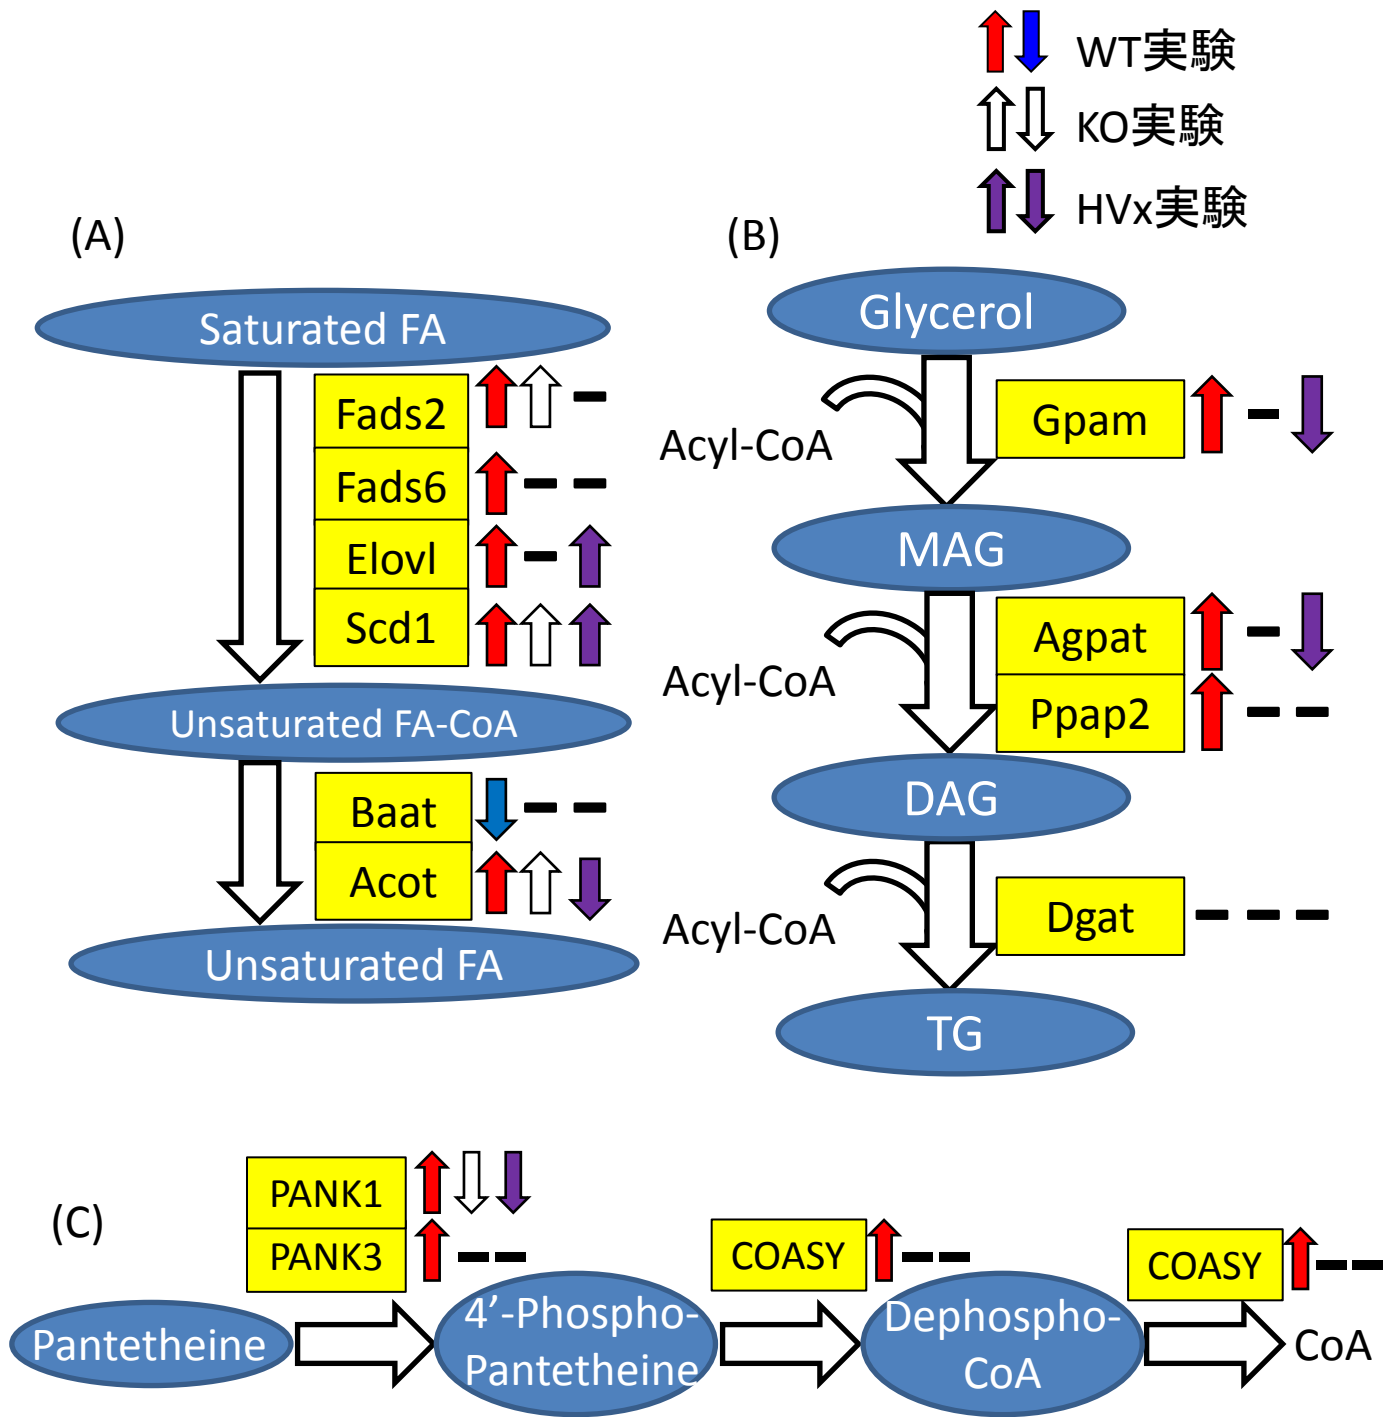 WT実験
KO実験
HVx実験
(A)
Saturated FA
Fads2
Fads6
Elovl
Scd1
Unsaturated FA-CoA
Baat
Acot
Unsaturated FA
(B)
Glycerol
Acyl-CoA
Gpam
MAG
Acyl-CoA
Agpat
Ppap2
DAG
Acyl-CoA
Dgat
TG
(C)
PANK1
PANK3
COASY
COASY
Pantetheine
4’-Phospho-
Pantetheine
Dephospho-
CoA
CoA